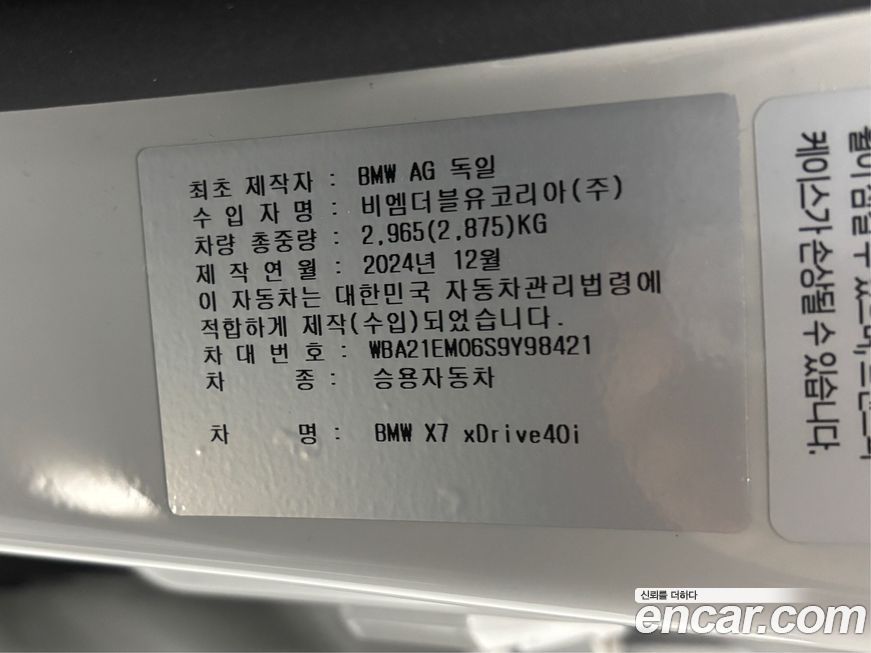 최초 제작자 : BMW AG 독일
수 입 자 명 : 비엠더블유코리아(주)
차량 총중량 : 2,965(2,875)KG
제 작 연 월 : 2024년 12월
이 자동차는 대한민국 자동차관리법령에
적합하게 제작(수입)되었습니다.
차 대 번 호 : WBA21EM06S9Y98421
차 종 : 승용자동차
차 명 : BMW X7 xDrive40i
케이스가 손상될 수 있습니다.
신뢰를 더하다
encar.com